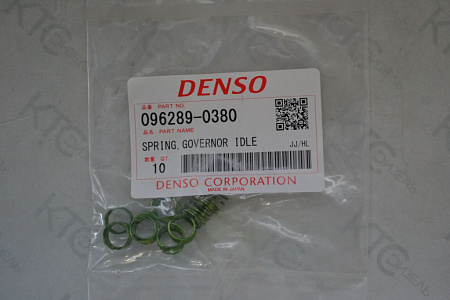 DENSO
品番 PART NO.
096289-0380
品名 PART NAME
SPRING,GOVERNOR IDLE JJ/HL
数量 QT.
10
DENSO CORPORATION
MADE IN JAPAN
KTC